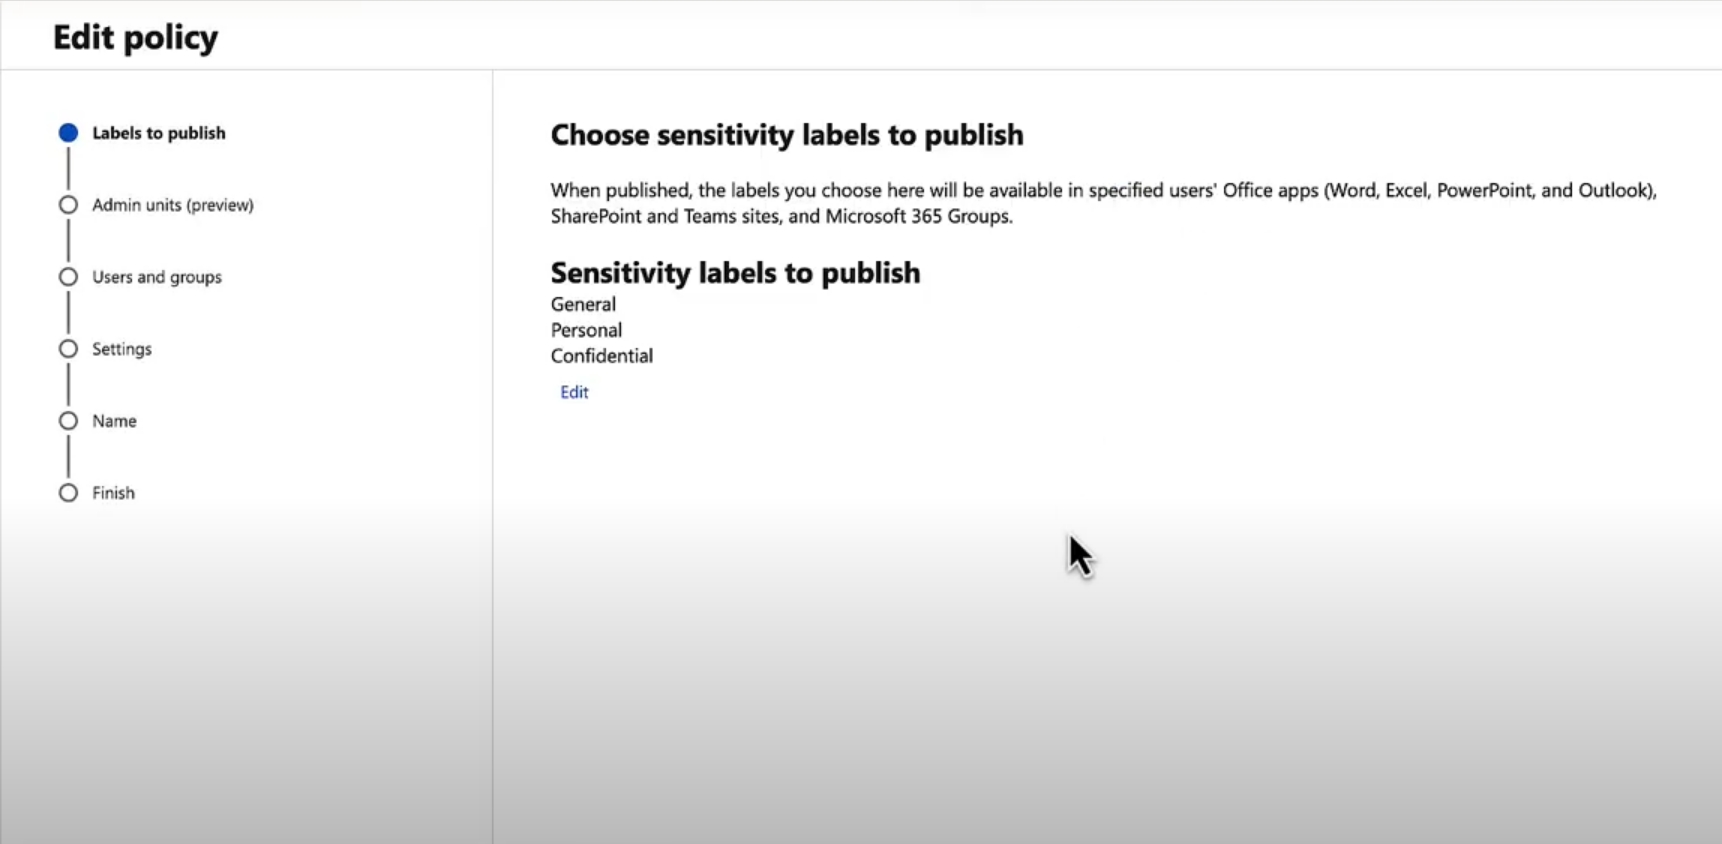 Edit policy
Labels to publish
Admin units (preview)
Users and groups
Settings
Name
Finish
Choose sensitivity labels to publish
When published, the labels you choose here will be available in specified users' Office apps (Word, Excel, PowerPoint, and Outlook),
SharePoint and Teams sites, and Microsoft 365 Groups.
Sensitivity labels to publish
General
Personal
Confidential
Edit